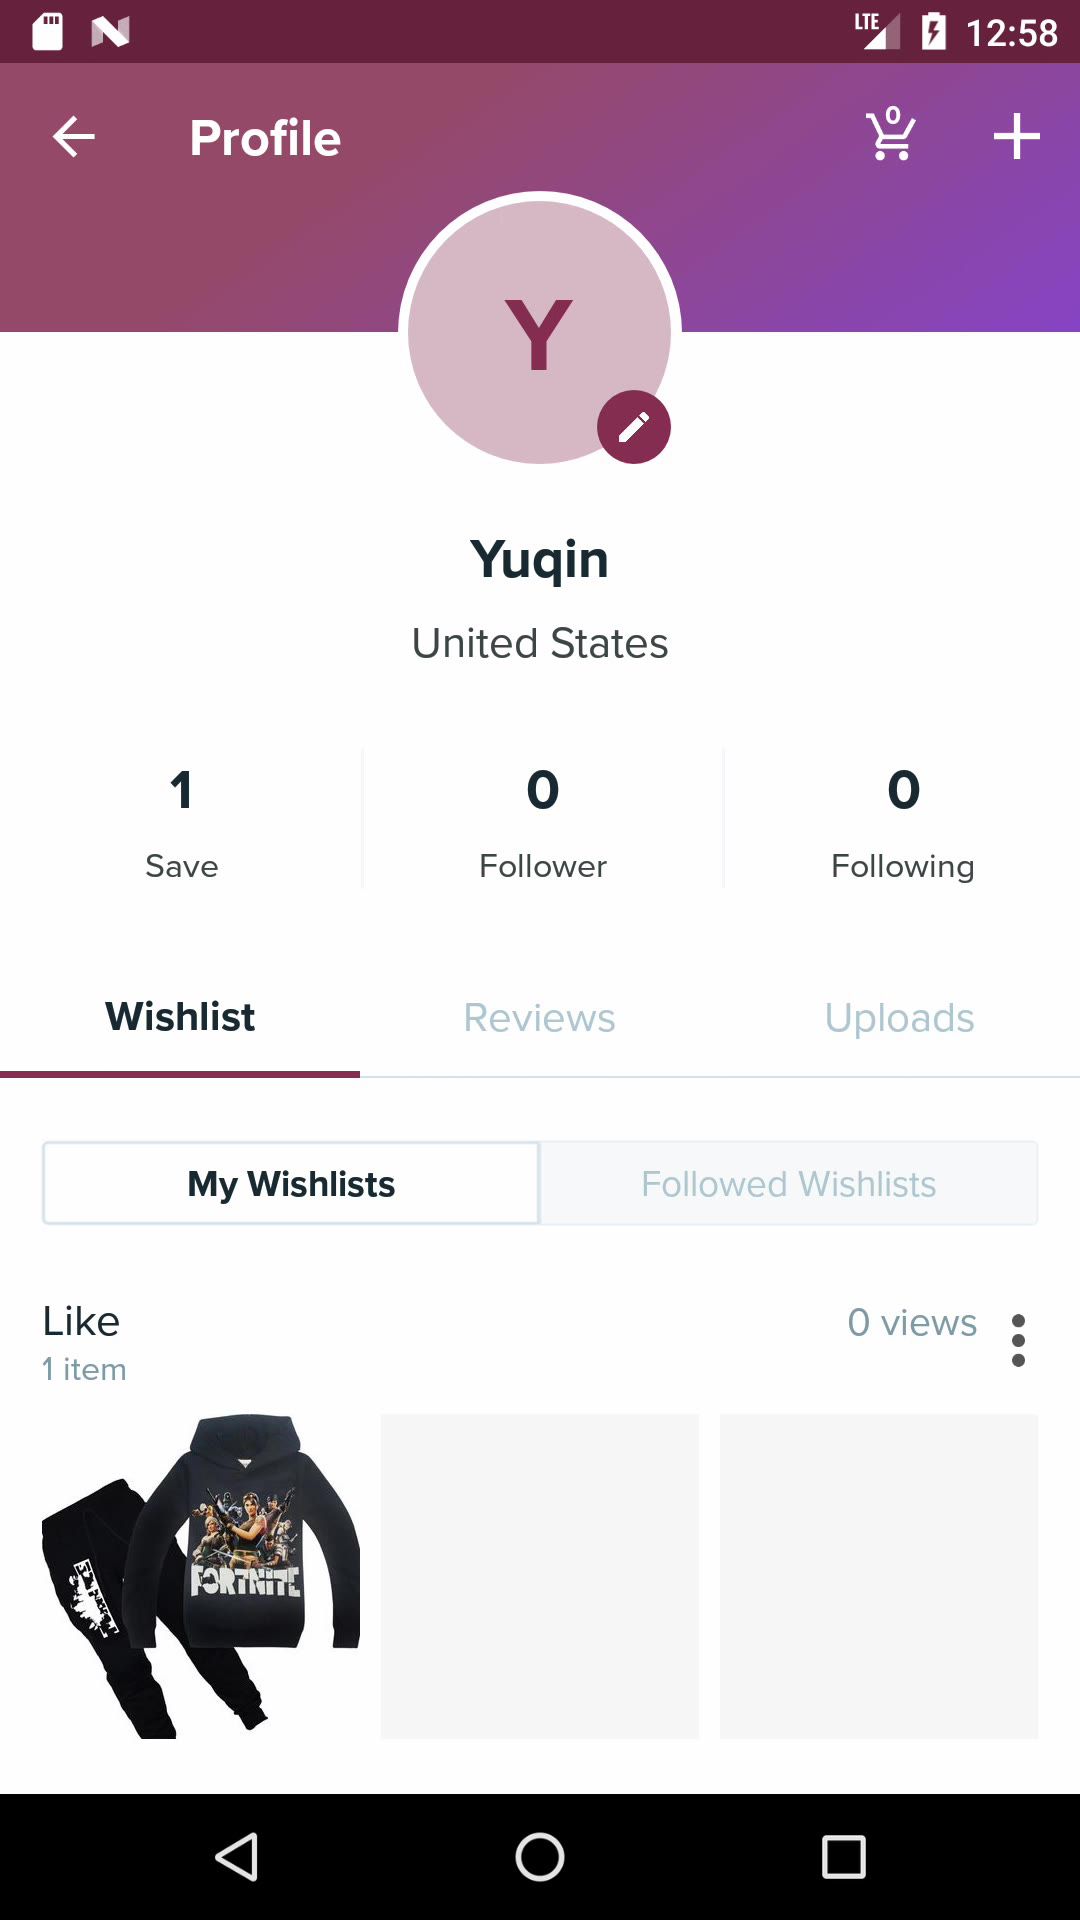 LTE 12:58
Profile 0
Y
Yuqin
United States
1 0 0
Save Follower Following
Wishlist Reviews Uploads
My Wishlists Followed Wishlists
Like 0 views
1 item
FORTNITE